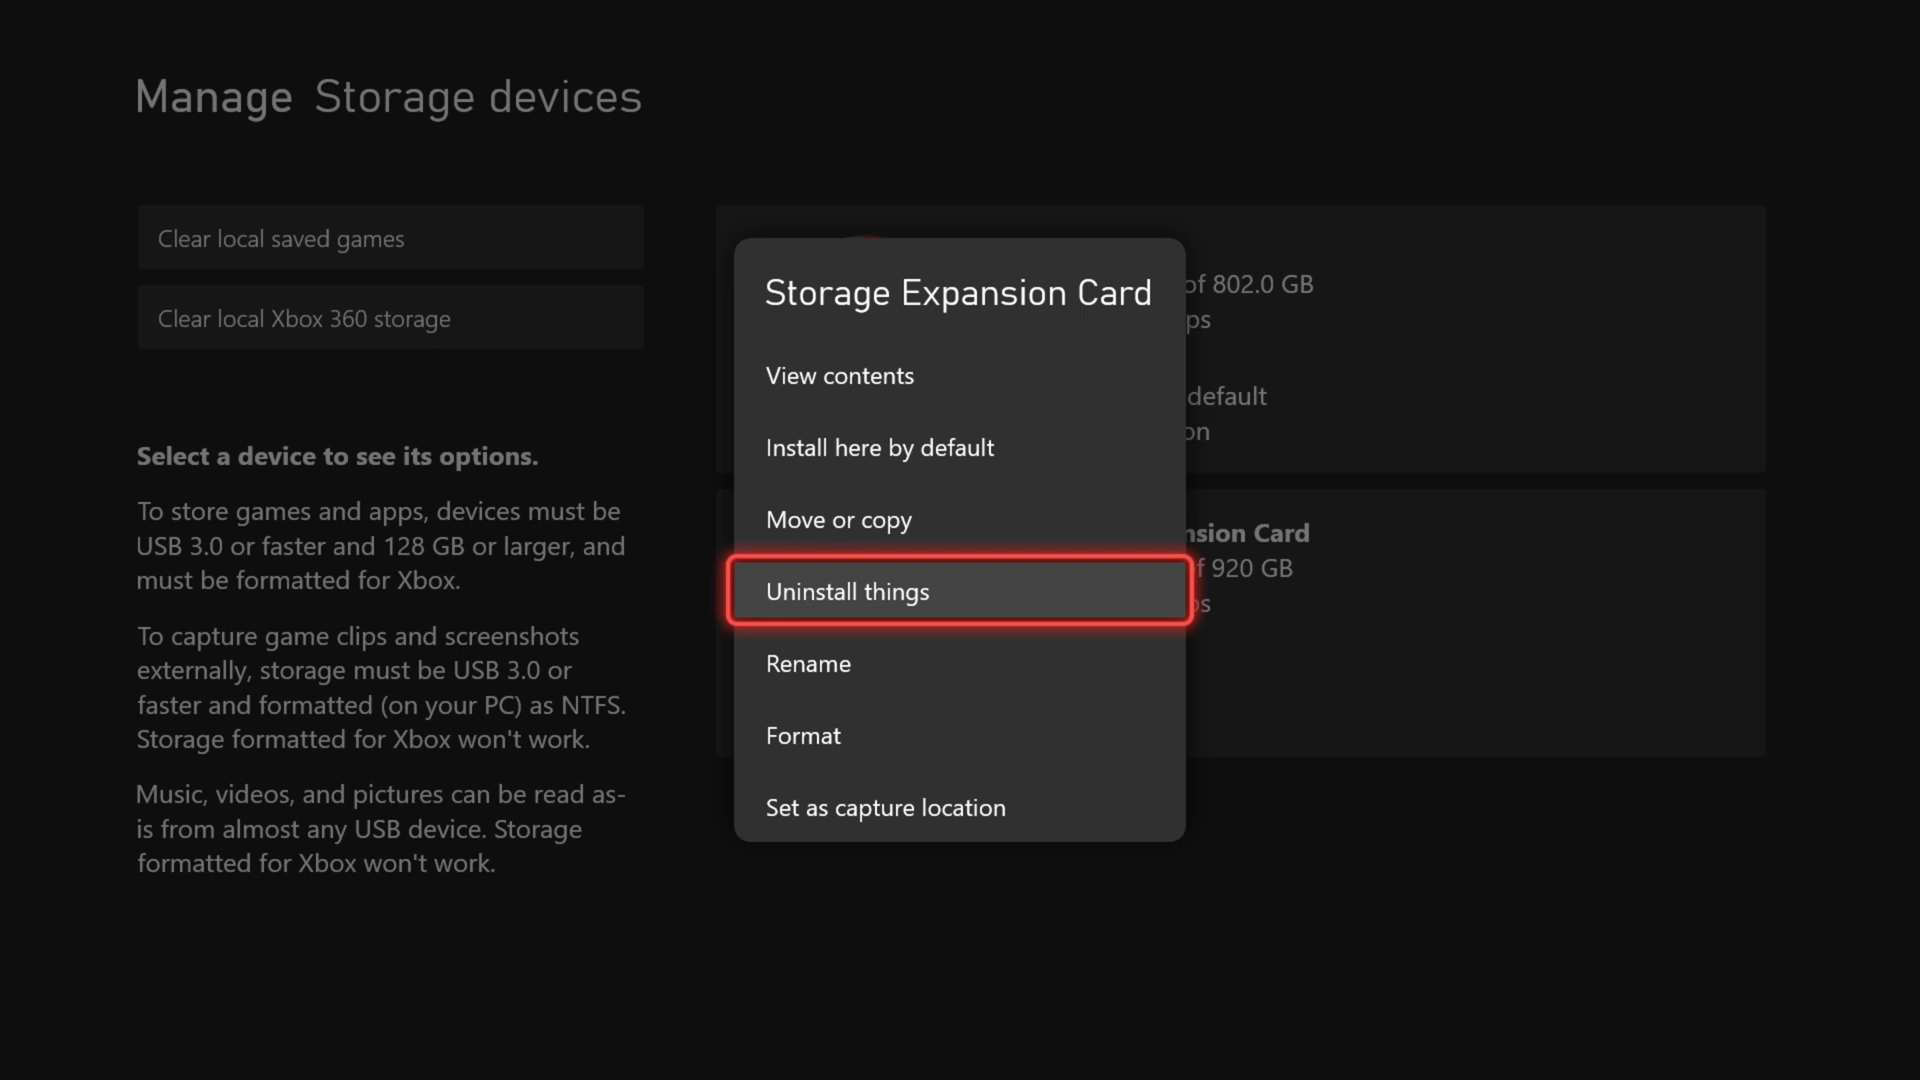 Manage Storage devices
Clear local saved games
Clear local Xbox 360 storage
Select a device to see its options.
To store games and apps, devices must be
USB 3.0 or faster and 128 GB or larger, and
must be formatted for Xbox.
To capture game clips and screenshots
externally, storage must be USB 3.0 or
faster and formatted (on your PC) as NTFS.
Storage formatted for Xbox won't work.
Music, videos, and pictures can be read as-
is from almost any USB device. Storage
formatted for Xbox won't work.
Storage Expansion Card
View contents
Install here by default
Move or copy
Uninstall things
Rename
Format
Set as capture location
of 802.0 GB
default
Card
920 GB